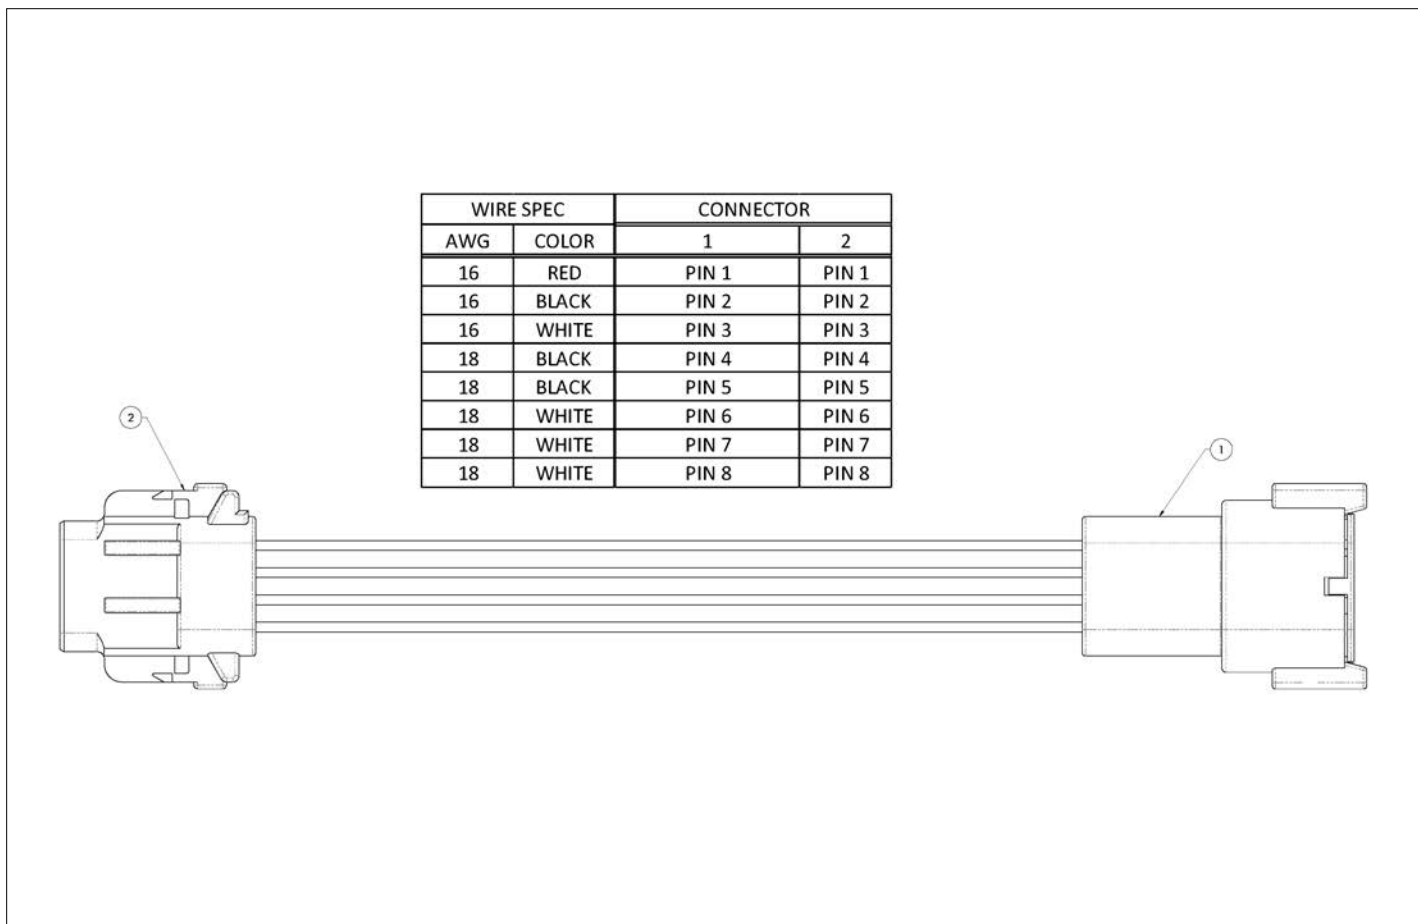 WIRE SPEC CONNECTOR
AWG COLOR 1 2
16 RED PIN 1 PIN 1
16 BLACK PIN 2 PIN 2
16 WHITE PIN 3 PIN 3
18 BLACK PIN 4 PIN 4
18 BLACK PIN 5 PIN 5
18 WHITE PIN 6 PIN 6
18 WHITE PIN 7 PIN 7
18 WHITE PIN 8 PIN 8
2
1